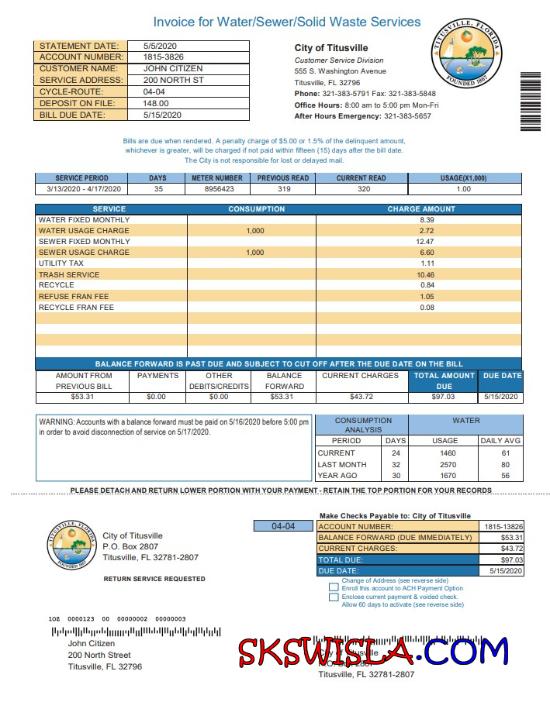 Invoice for Water/Sewer/Solid Waste Services
STATEMENT DATE: 5/5/2020
ACCOUNT NUMBER: 1815-3826
CUSTOMER NAME: JOHN CITIZEN
SERVICE ADDRESS: 200 NORTH ST
CYCLE-ROUTE: 04-04
DEPOSIT ON FILE: 148.00
BILL DUE DATE: 5/15/2020
City of Titusville
Customer Service Division
555 S. Washington Avenue
Titusville, FL 32796
Phone: 321-383-5791 Fax: 321-383-5848
Office Hours: 8:00 am to 5:00 pm Mon-Fri
After Hours Emergency: 321-383-5657
TITUSVILLE, FLORIDA
FOUNDED 1867
Bills are due when rendered. A penalty charge of $5.00 or 1.5% of the delinquent amount,
whichever is greater, will be charged if not paid within fifteen (15) days after the bill date.
The City is not responsible for lost or delayed mail.
SERVICE PERIOD DAYS METER NUMBER PREVIOUS READ CURRENT READ USAGE(X1,000)
3/13/2020 - 4/17/2020 35 8956423 319 320 1.00
SERVICE CONSUMPTION CHARGE AMOUNT
WATER FIXED MONTHLY 8.39
WATER USAGE CHARGE 1,000 2.72
SEWER FIXED MONTHLY 12.47
SEWER USAGE CHARGE 1,000 6.60
UTILITY TAX 1.11
TRASH SERVICE 10.46
RECYCLE 0.84
REFUSE FRAN FEE 1.05
RECYCLE FRAN FEE 0.08
BALANCE FORWARD IS PAST DUE AND SUBJECT TO CUT OFF AFTER THE DUE DATE ON THE BILL
AMOUNT FROM PREVIOUS BILL PAYMENTS OTHER DEBITS/CREDITS BALANCE FORWARD CURRENT CHARGES TOTAL AMOUNT DUE DUE DATE
$53.31 $0.00 $0.00 $53.31 $43.72 $97.03 5/15/2020
WARNING: Accounts with a balance forward must be paid on 5/16/2020 before 5:00 pm
in order to avoid disconection of service on 5/17/2020.
CONSUMPTION ANALYSIS WATER
PERIOD DAYS USAGE DAILY AVG
CURRENT 24 1460 61
LAST MONTH 32 2570 80
YEAR AGO 30 1670 56
PLEASE DETACH AND RETURN LOWER PORTION WITH YOUR PAYMENT - RETAIN THE TOP PORTION FOR YOUR RECORDS
City of Titusville
P.O. Box 2807
Titusville, FL 32781-2807
RETURN SERVICE REQUESTED
04-04
Make Checks Payable to: City of Titusville
ACCOUNT NUMBER: 1815-13826
BALANCE FORWARD (DUE IMMEDIATELY) $53.31
CURRENT CHARGES: $43.72
TOTAL DUE: $97.03
DUE DATE: 5/15/2020
Change of Address (see reverse side)
Enroll this account to ACH Payment Option
Enclose current payment & voided check.
Allow 60 days to activate (see reverse side)
108 0000123 00 00000002 00000003
John Citizen
200 North Street
Titusville, FL 32796
SKSWISLA.COM
Titusville, FL 32781-2807